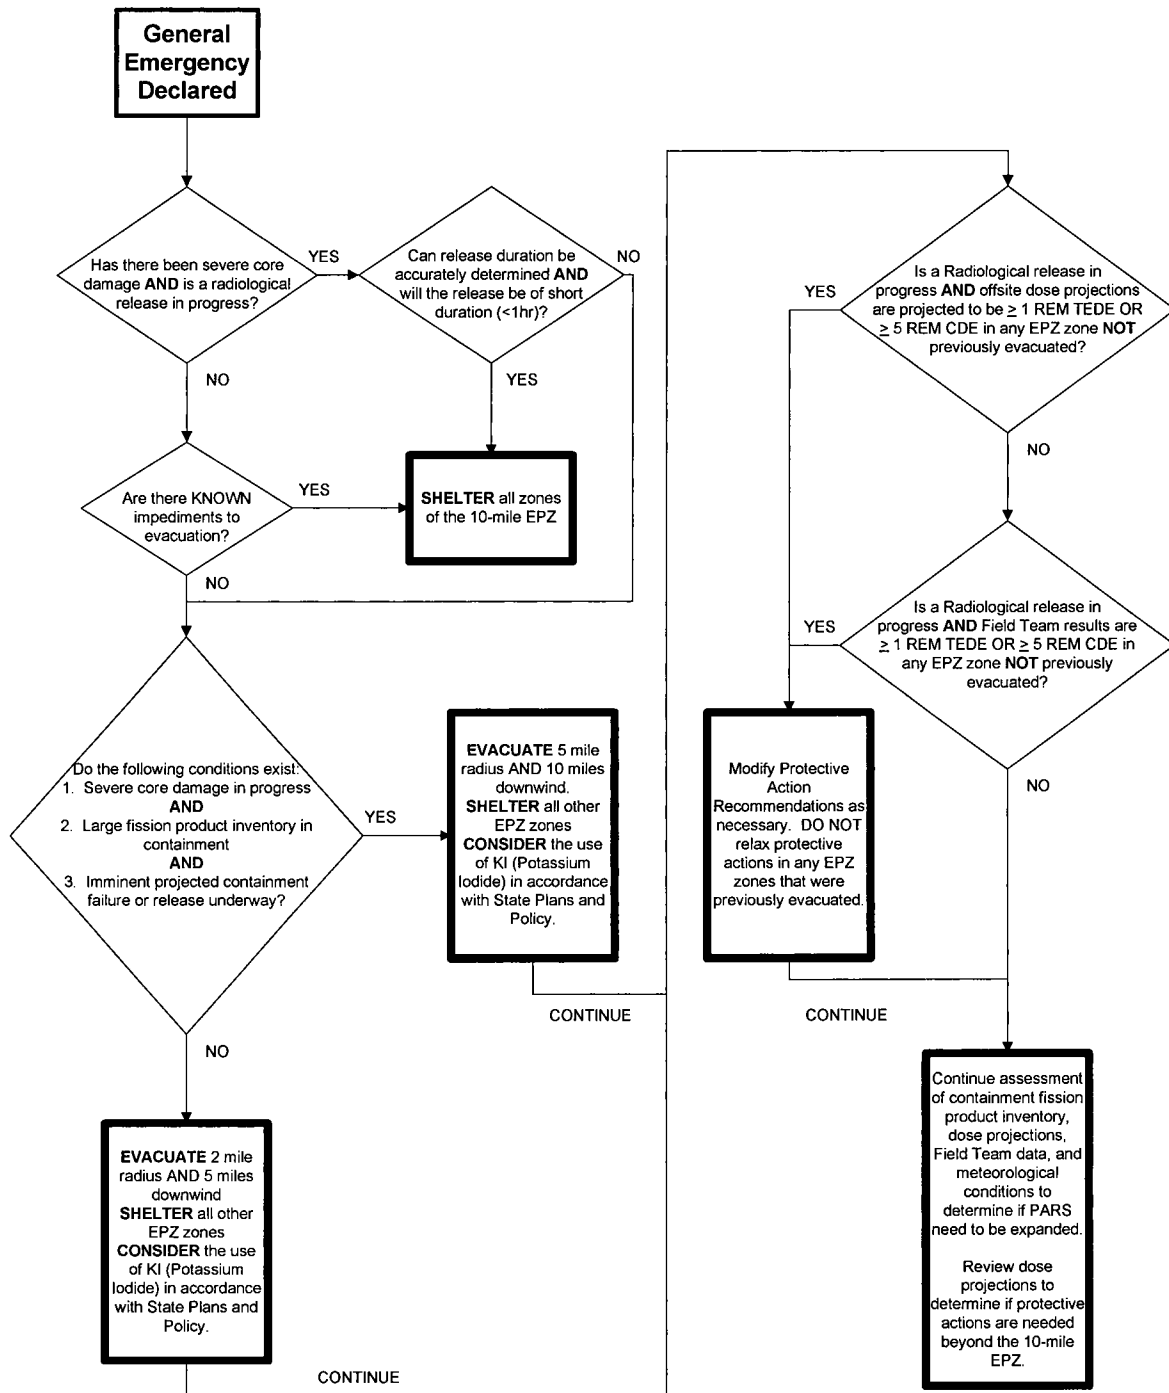 General
Emergency
Declared
Has there been severe core
damage AND is a radiological
release in progress?
YES
Can release duration be
accurately determined AND
will the release be of short
duration (<1hr)?
NO
NO
YES
Are there KNOWN
impediments to
evacuation?
YES
SHELTER all zones
of the 10-mile EPZ
NO
Do the following conditions exist:
1. Severe core damage in progress
AND
2. Large fission product inventory in
containment
AND
3. Imminent projected containment
failure or release underway?
YES
EVACUATE 5 mile
radius AND 10 miles
downwind.
SHELTER all other
EPZ zones
CONSIDER the use
of KI (Potassium
Iodide) in accordance
with State Plans and
Policy.
CONTINUE
NO
EVACUATE 2 mile
radius AND 5 miles
downwind
SHELTER all other
EPZ zones
CONSIDER the use
of KI (Potassium
Iodide) in accordance
with State Plans and
Policy.
CONTINUE
Is a Radiological release in
progress AND offsite dose projections
are projected to be ≥ 1 REM TEDE OR
≥ 5 REM CDE in any EPZ zone NOT
previously evacuated?
YES
NO
Is a Radiological release in
progress AND Field Team results are
≥ 1 REM TEDE OR ≥ 5 REM CDE in
any EPZ zone NOT previously
evacuated?
YES
NO
Modify Protective
Action
Recommendations as
necessary. DO NOT
relax protective
actions in any EPZ
zones that were
previously evacuated.
CONTINUE
Continue assessment
of containment fission
product inventory,
dose projections,
Field Team data, and
meteorological
conditions to
determine if PARS
need to be expanded.
Review dose
projections to
determine if protective
actions are needed
beyond the 10-mile
EPZ.